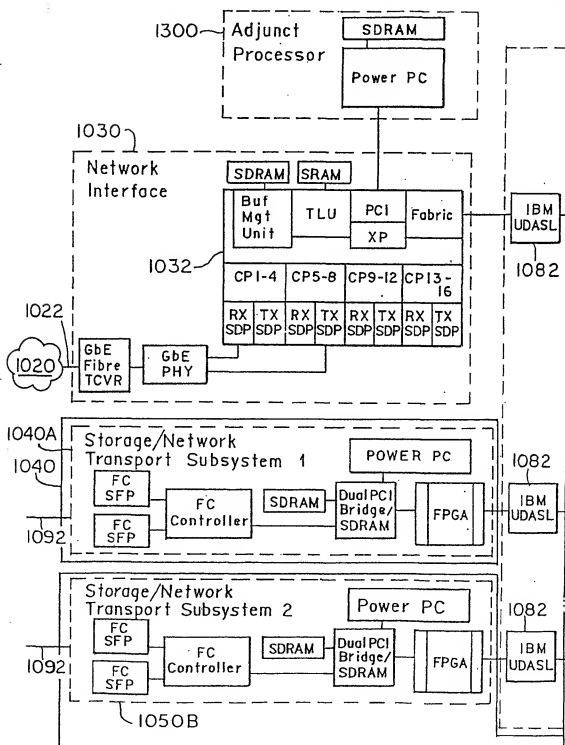 1300
Adjunct
Processor
SDRAM
Power PC
1030
Network
Interface
SDRAM
SRAM
Buf
Mgt
Unit
TLU
PCI
XP
Fabric
IBM
UDASL
1082
1032
CP1-4
CP5-8
CP9-12
CP13-
16
RX
SDP
TX
SDP
RX
SDP
TX
SDP
RX
SDP
TX
SDP
RX
SDP
TX
SDP
1022
1020
GbE
Fibre
TCVR
GbE
PHY
1040A
1040
Storage/Network
Transport Subsystem 1
POWER PC
1082
FC
SFP
FC
SFP
FC
Controller
SDRAM
Dual PCI
Bridge/
SDRAM
FPGA
IBM
UDASL
1092
Storage/Network
Transport Subsystem 2
Power PC
1082
FC
SFP
FC
SFP
FC
Controller
SDRAM
Dual PCI
Bridge/
SDRAM
FPGA
IBM
UDASL
1092
1050B